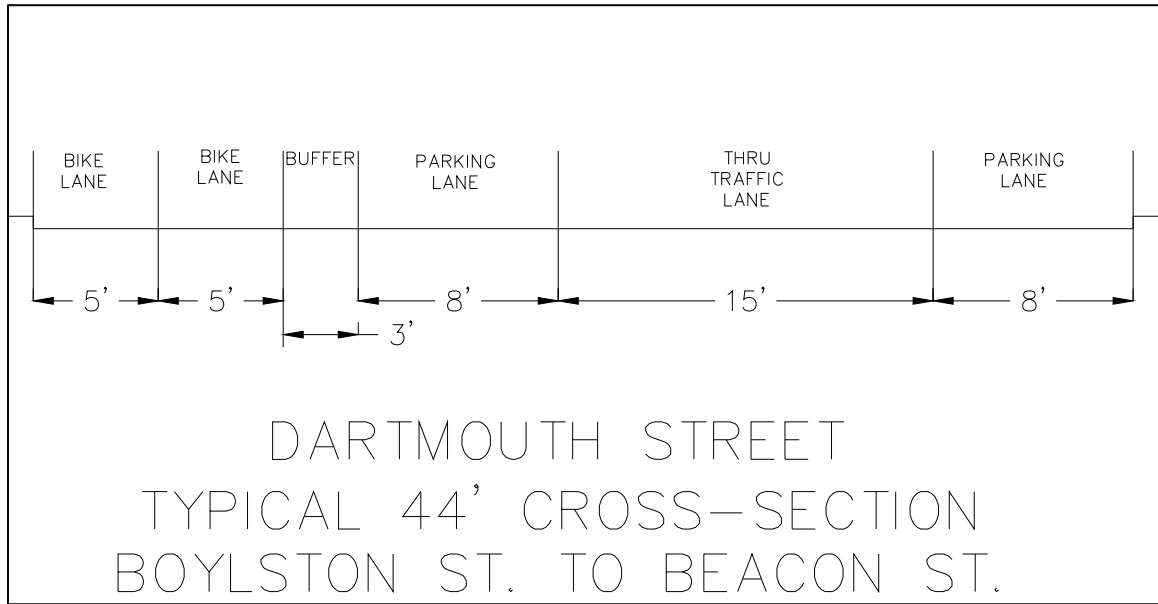 BIKE
LANE
BIKE
LANE
BUFFER
PARKING
LANE
THRU
TRAFFIC
LANE
PARKING
LANE
5'
5'
8'
15'
8'
3'
DARTMOUTH STREET
TYPICAL 44' CROSS-SECTION
BOYLSTON ST. TO BEACON ST.